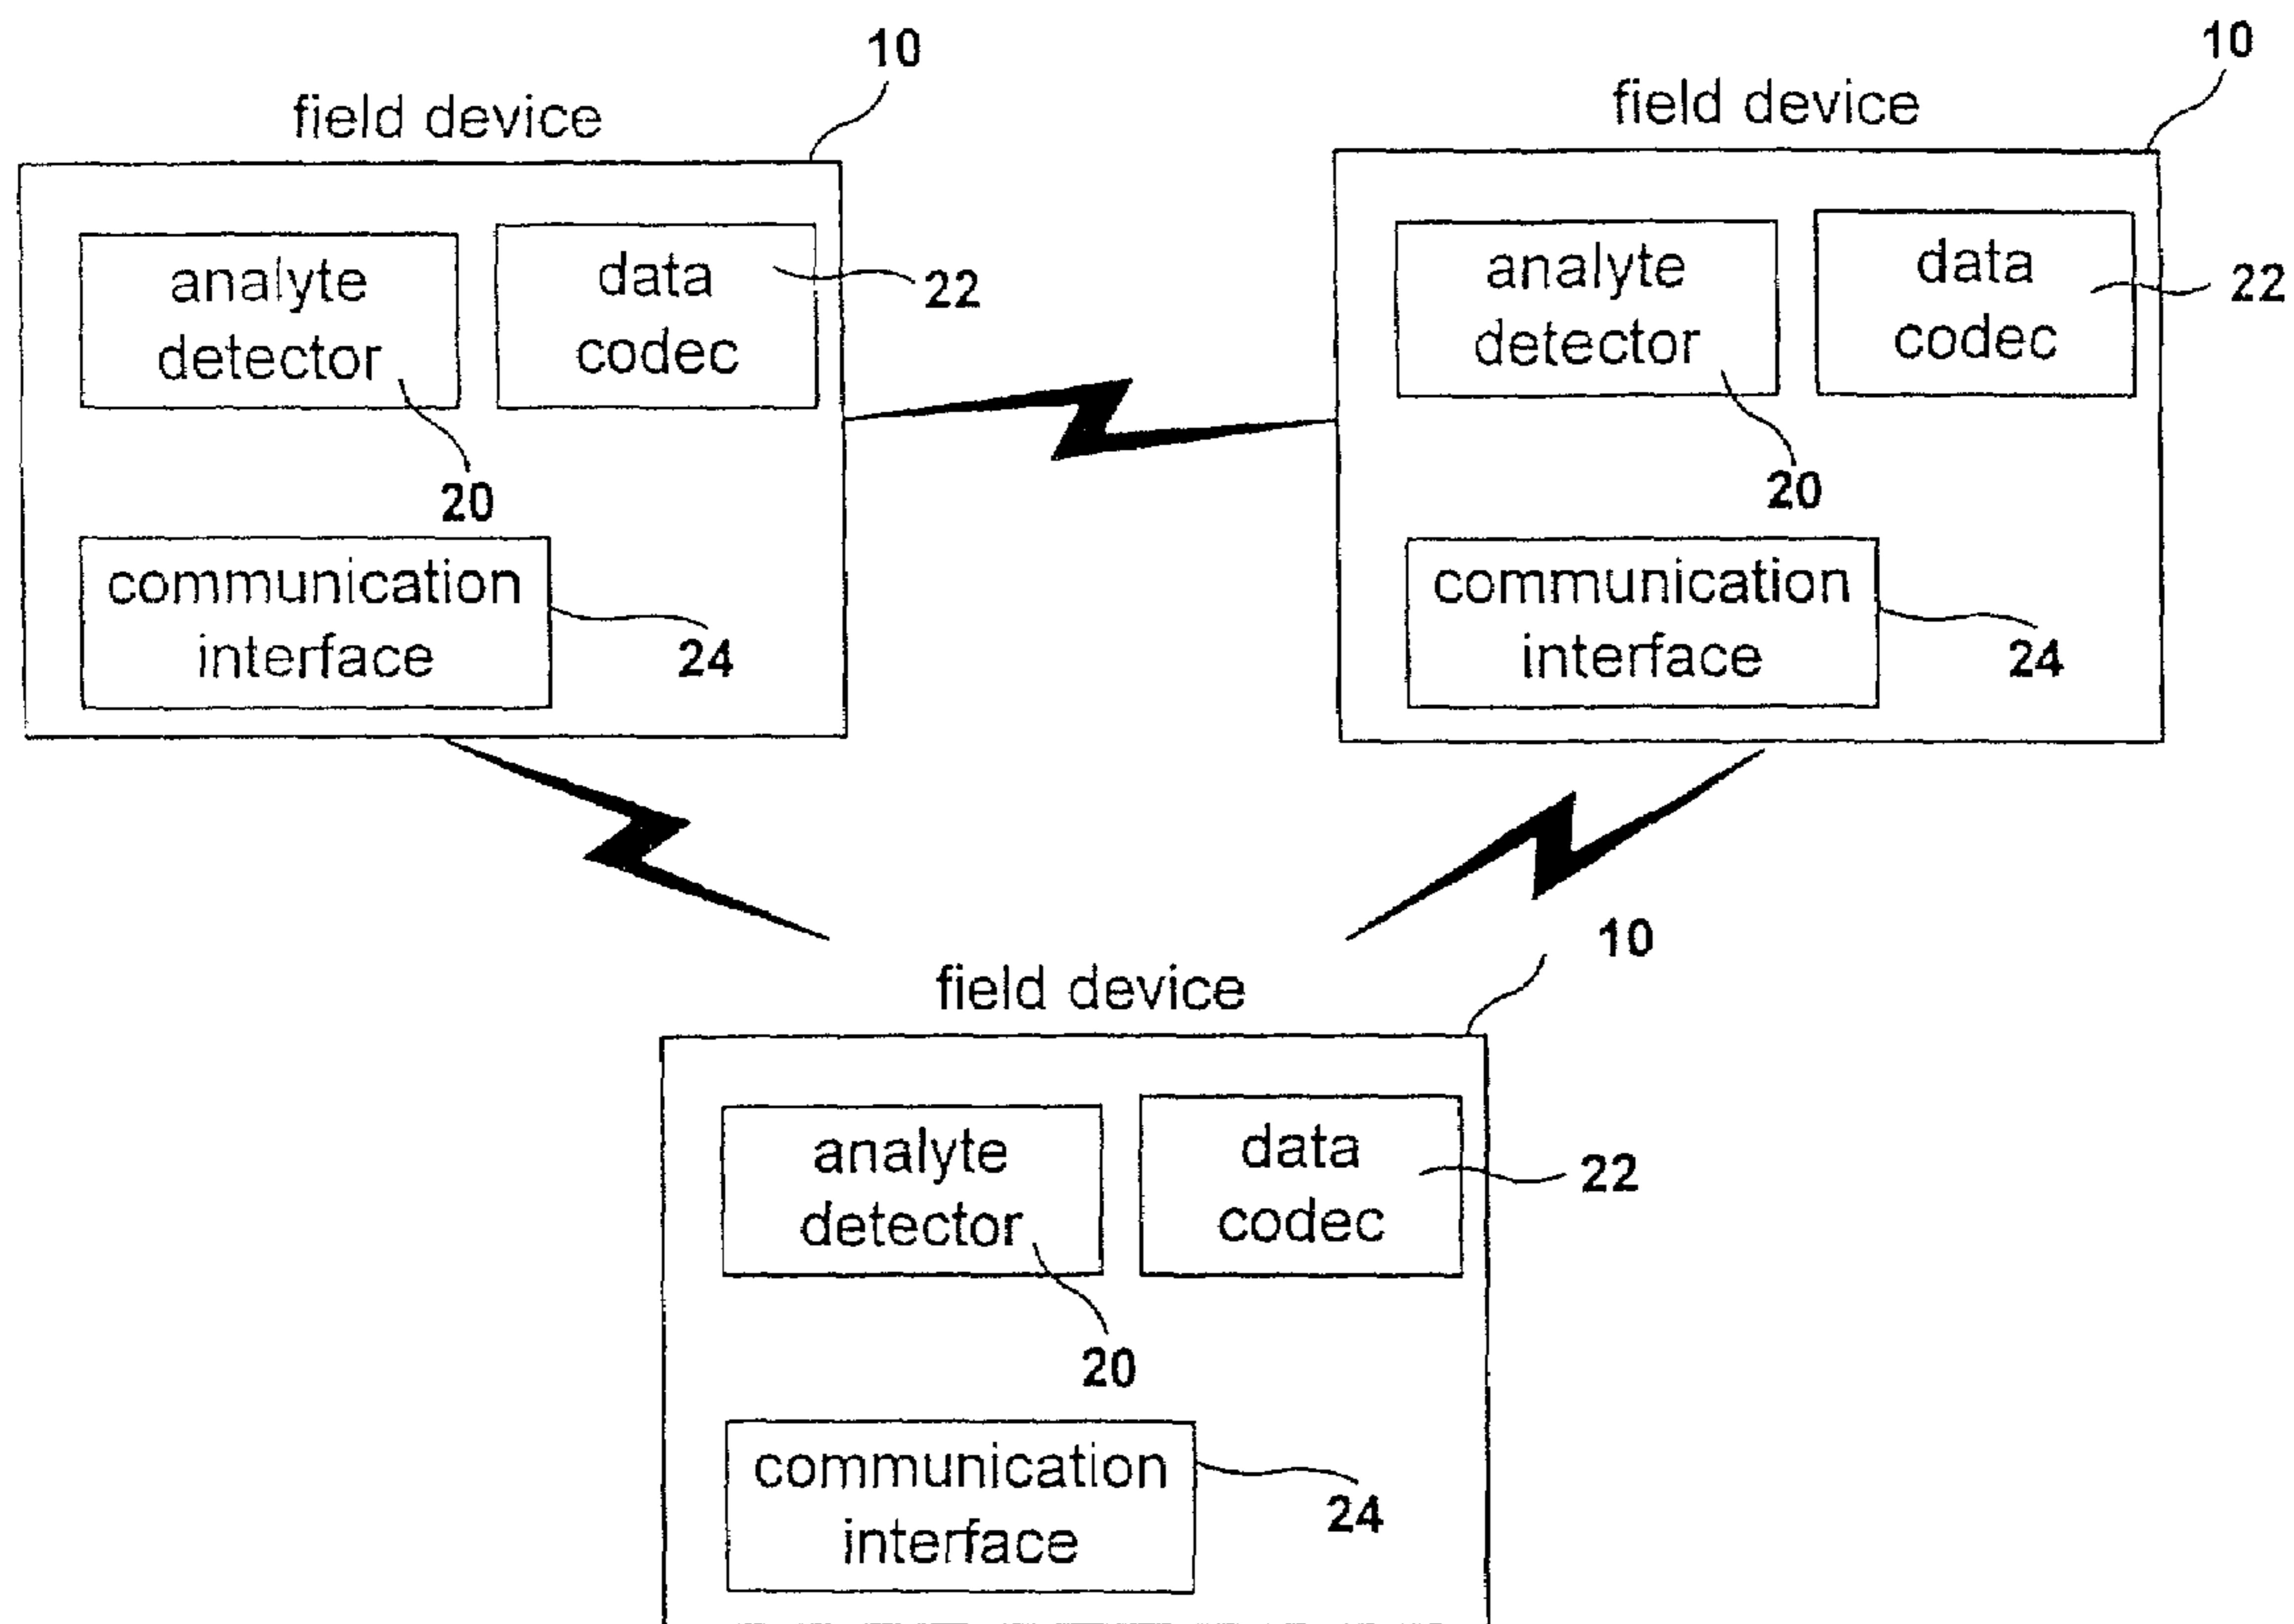 10
field device
analyte
detector
data
codec
22
20
communication
interface
24
10
field device
analyte
detector
data
codec
22
20
communication
interface
24
10
field device
analyte
detector
data
codec
22
20
communication
interface
24